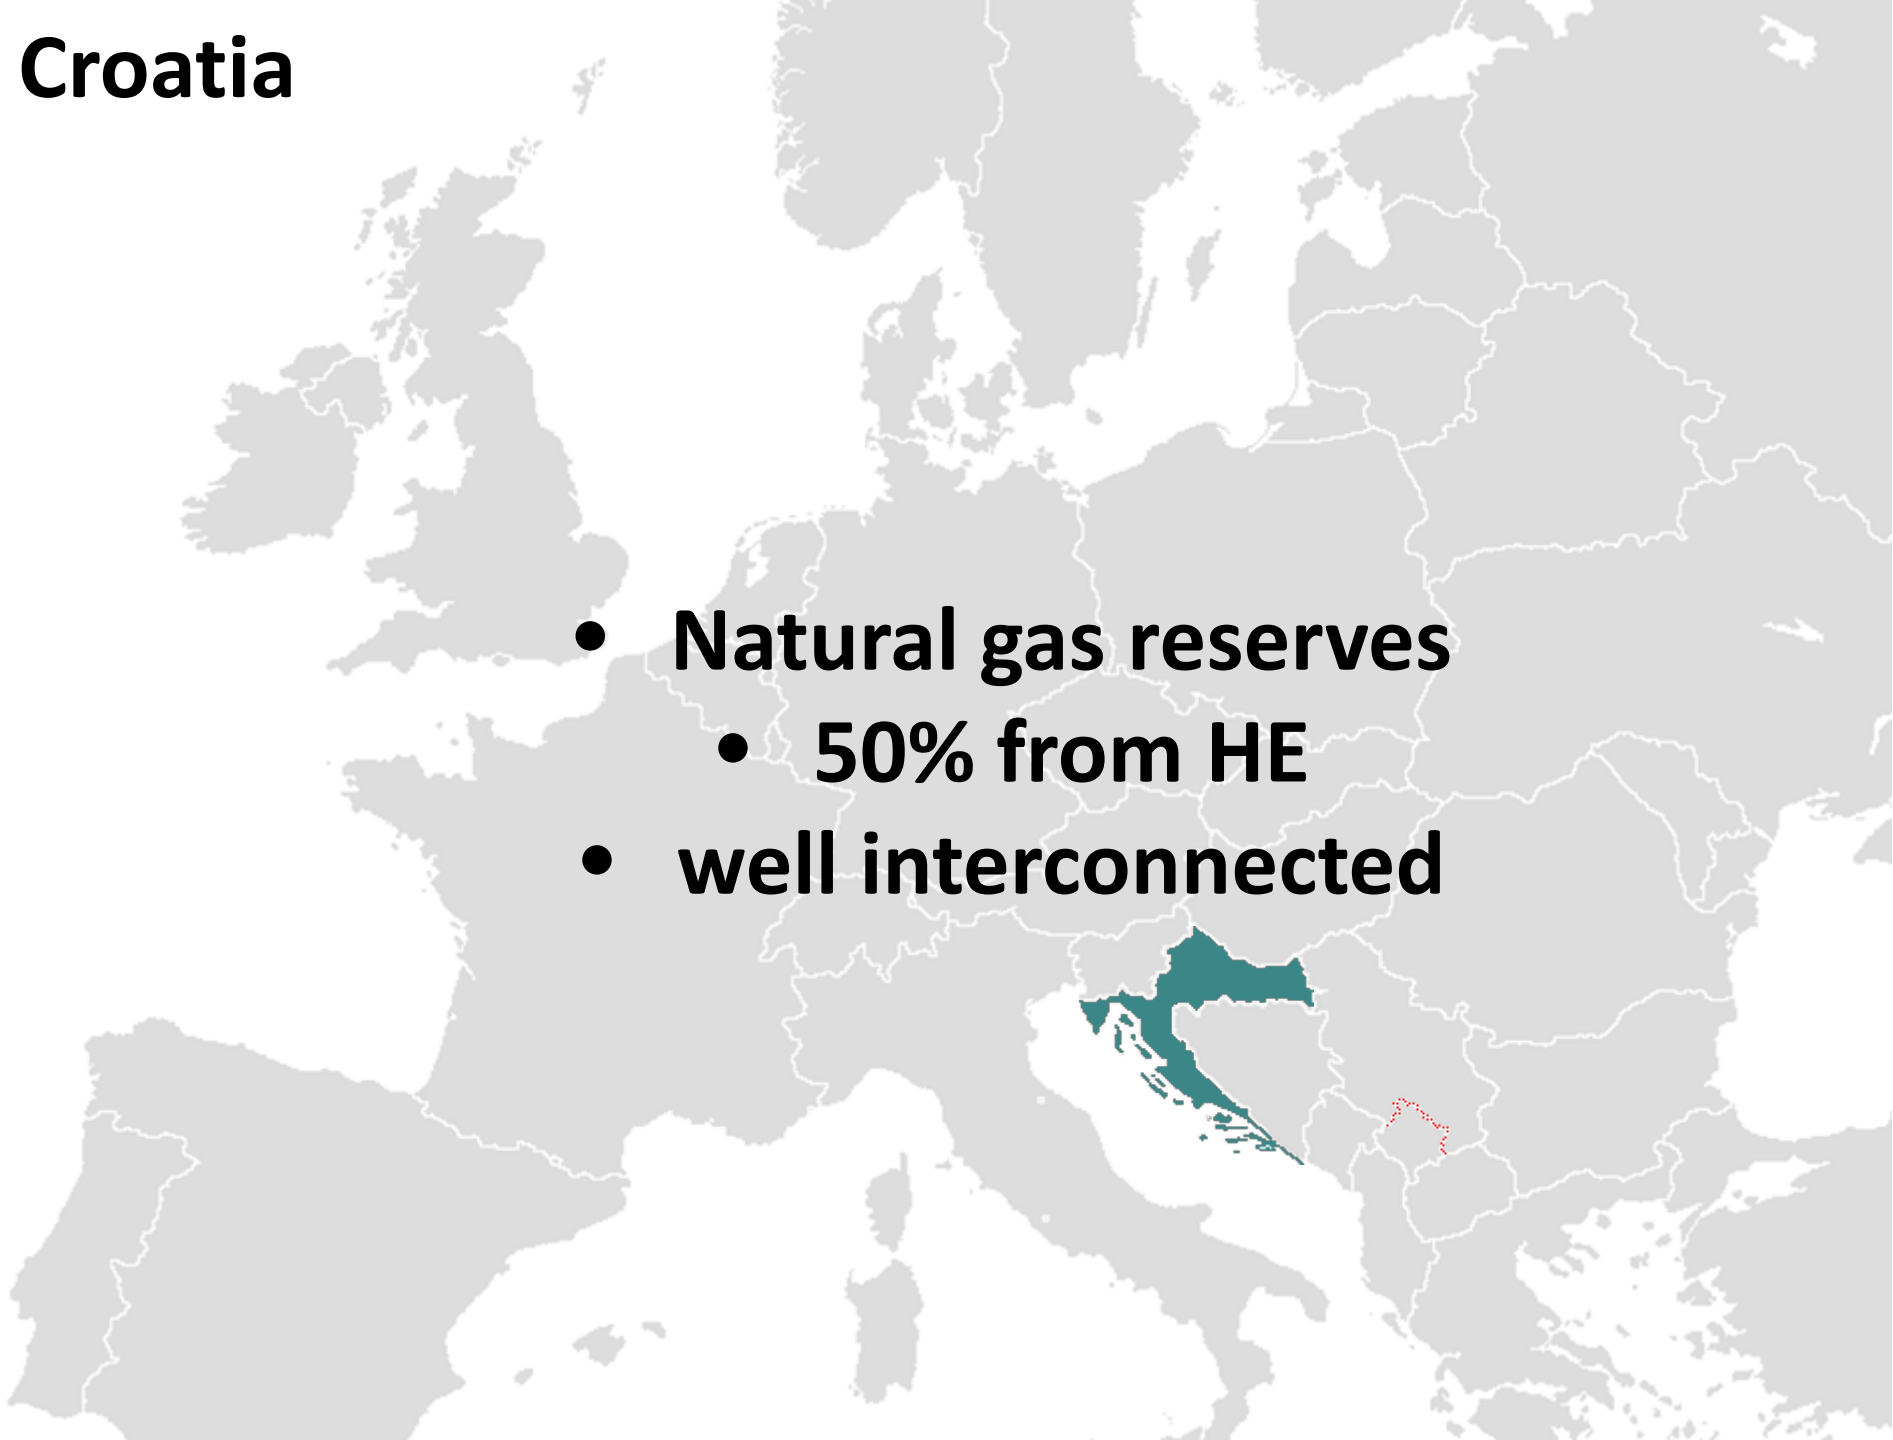 Croatia
• Natural gas reserves
• 50% from HE
• well interconnected